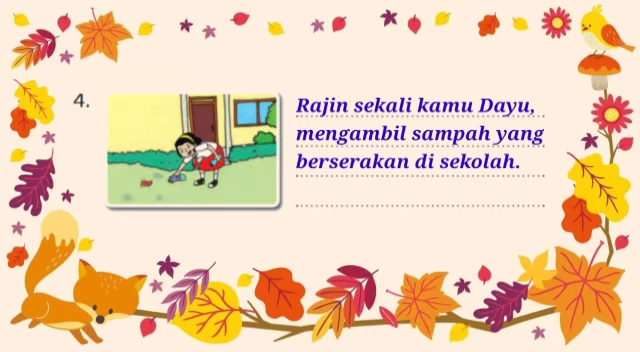 4.
Rajin sekali kamu Dayu,
mengambil sampah yang
berserakan di sekolah.